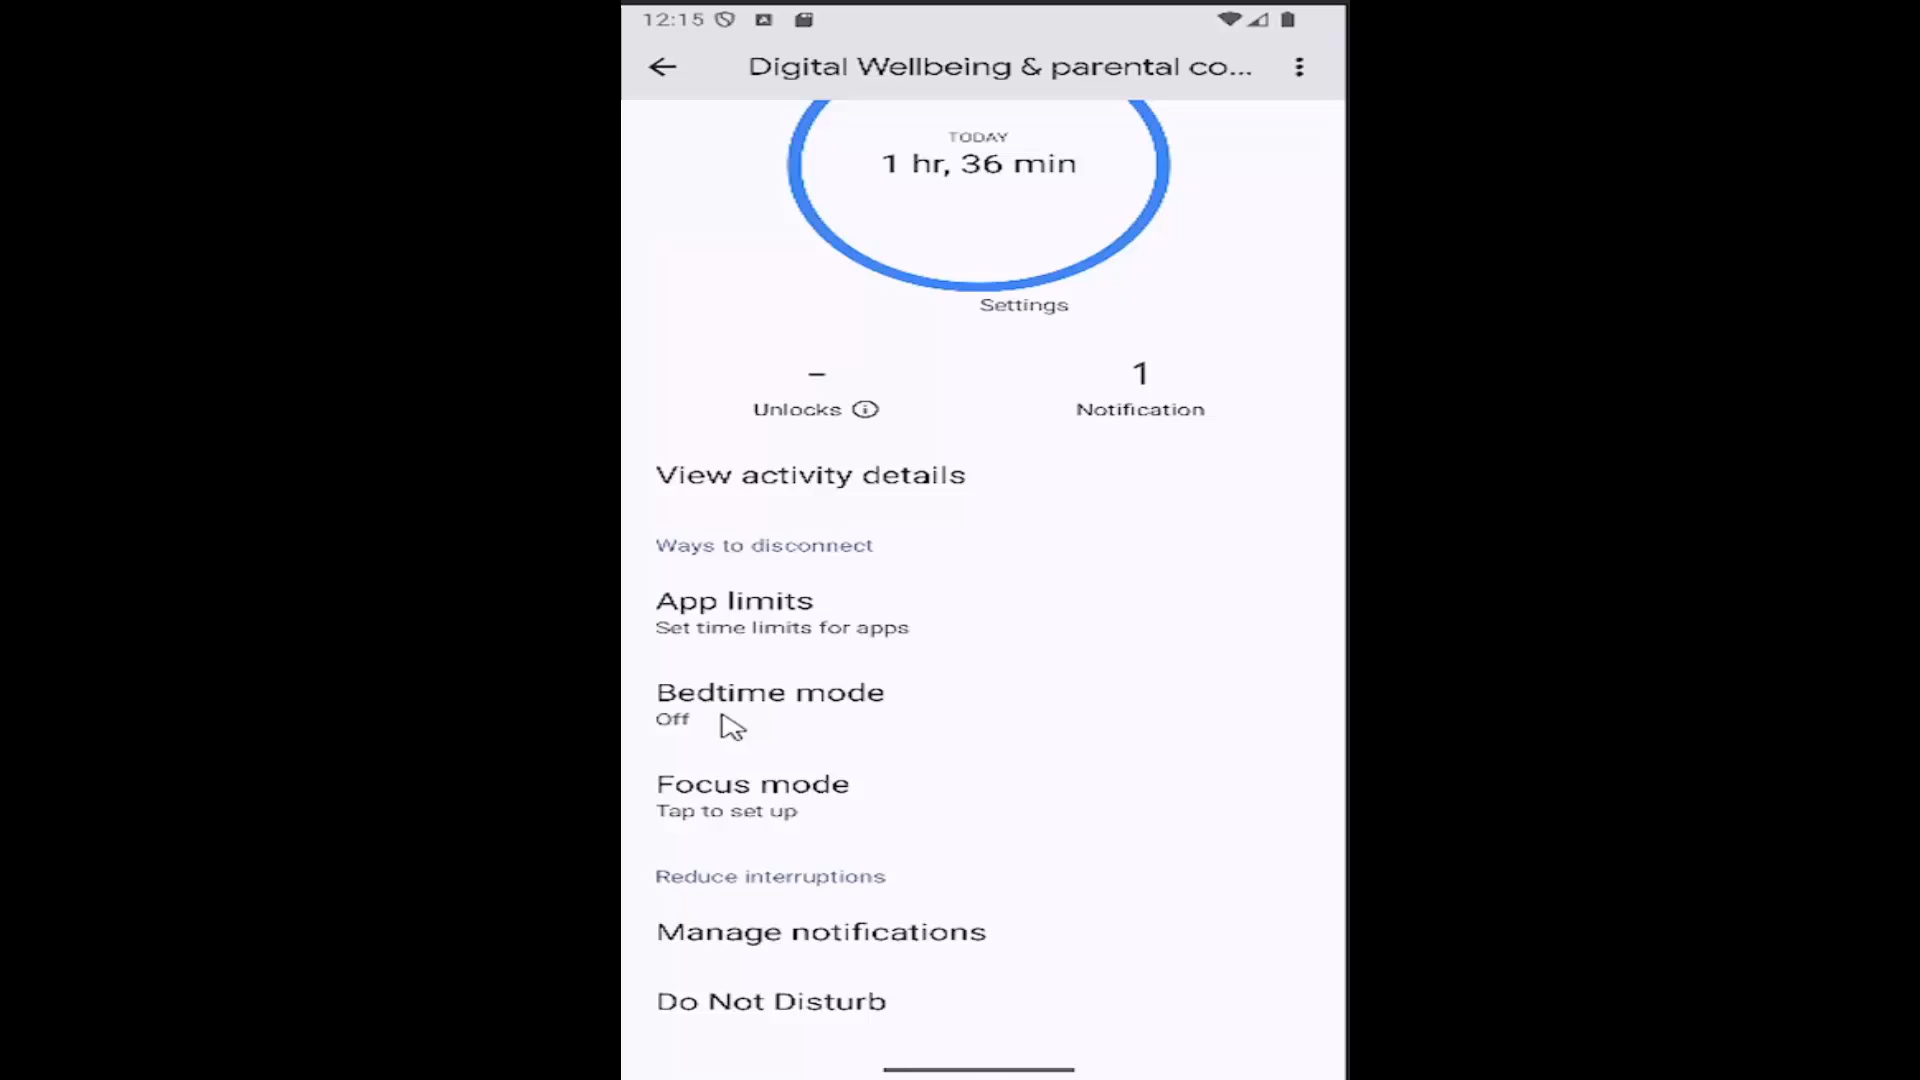 12:15
Digital Wellbeing & parental co...
TODAY
1 hr, 36 min
Settings
- 1
Unlocks Notification
View activity details
Ways to disconnect
App limits
Set time limits for apps
Bedtime mode
Off
Focus mode
Tap to set up
Reduce interruptions
Manage notifications
Do Not Disturb